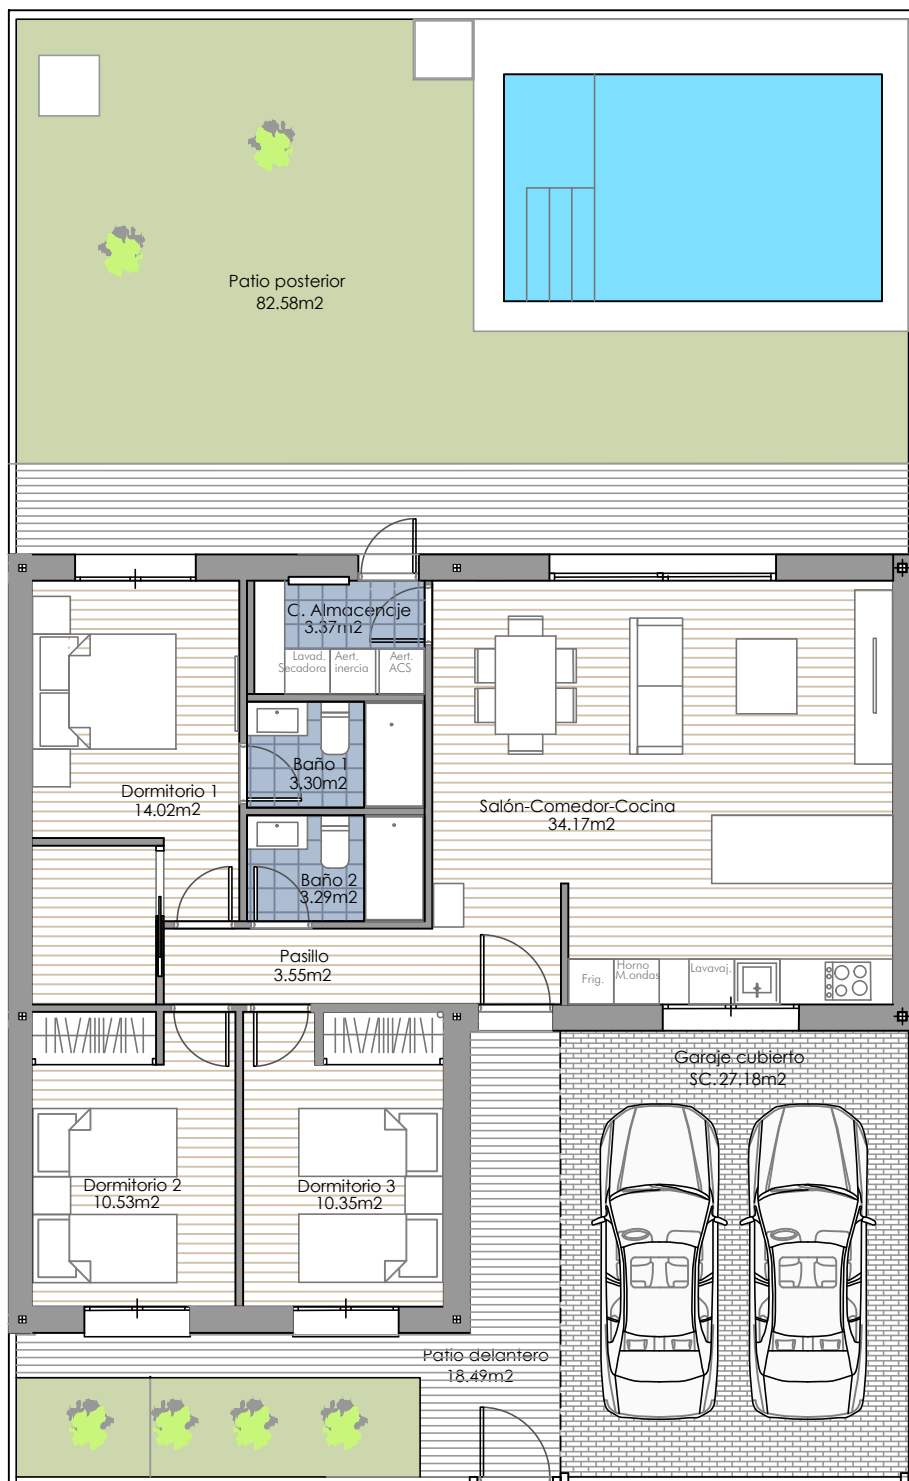 Patio posterior
82.58m2
C. Almacenaje
3.37m2
Lavad.
Secadora
Aert.
inercia
Aert.
ACS
Baño 1
3.30m2
Dormitorio 1
14.02m2
Salón-Comedor-Cocina
34.17m2
Baño 2
3.29m2
Pasillo
3.55m2
Frig.
Horno
M.ondas
Lavavaj.
Garaje cubierto
SC.27.18m2
Dormitorio 2
10.53m2
Dormitorio 3
10.35m2
Patio delantero
18.49m2